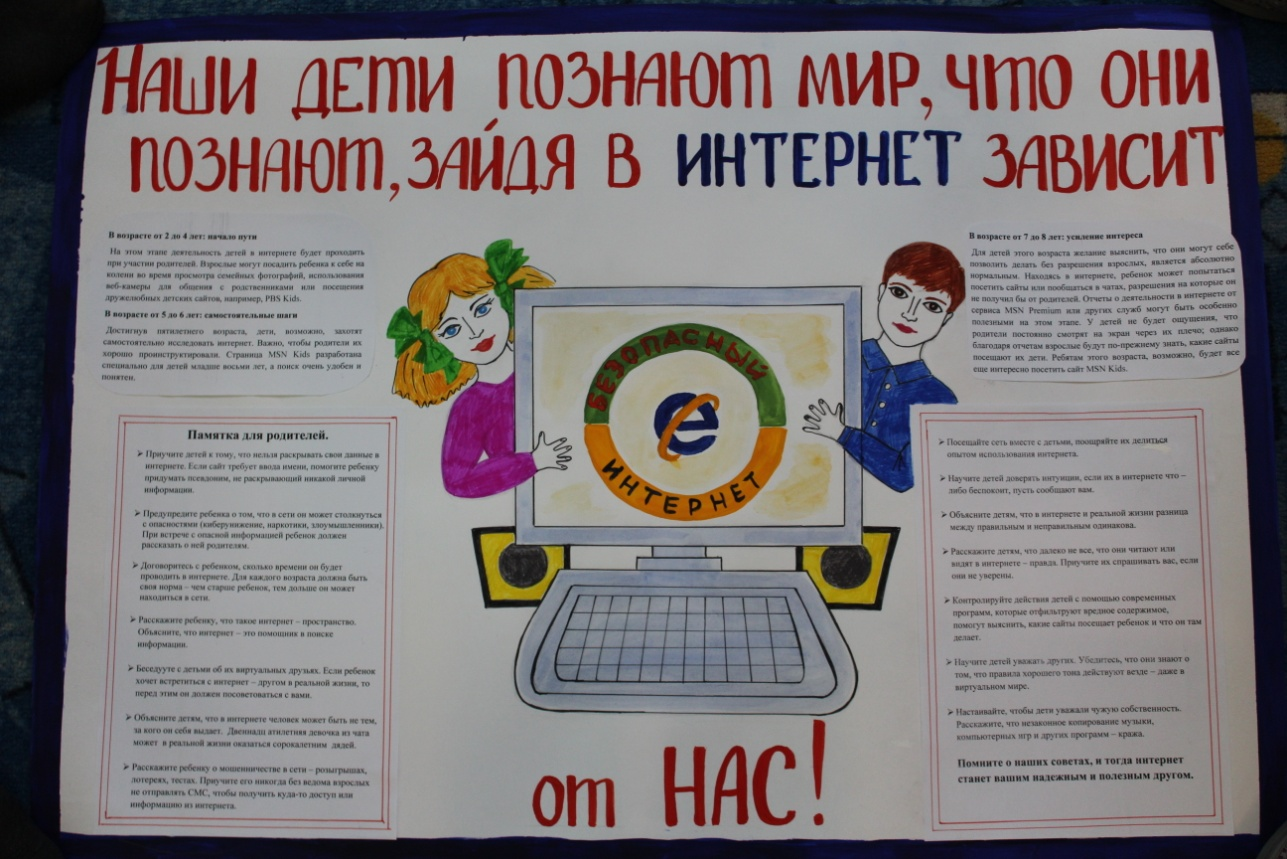 НАШИ ДЕТИ ПОЗНАЮТ МИР, ЧТО ОНИ
ПОЗНАЮТ, ЗАЙДЯ В ИНТЕРНЕТ ЗАВИСИТ
В возрасте от 2 до 4 лет: начало пути
На этом этапе деятельность детей в интернете будет проходить
при участии родителей. Взрослые могут посадить ребенка к себе на
колени во время просмотра семейных фотографий, использования
веб-камеры для общения с родственниками или посещения
дружелюбных детских сайтов, например, PBS Kids.
В возрасте от 5 до 6 лет: самостоятельные шаги
Достигнув пятилетнего возраста, дети, возможно, захотят
самостоятельно исследовать интернет. Важно, чтобы родители их
хорошо проинструктировали. Страница MSN Kids разработана
специально для детей младше восьми лет, а поиск очень удобен и
понятен.
В возрасте от 7 до 8 лет: усиление интереса
Для детей этого возраста желание выяснить, что они могут себе
позволить делать без разрешения взрослых, является абсолютно
нормальным. Находясь в интернете, ребенок может попытаться
посетить сайты или пообщаться в чатах, разрешения на которые он
не получил бы от родителей. Отчеты о деятельности в интернете от
сервиса MSN Premium или других служб могут быть особенно
полезными на этом этапе. У детей не будет ощущения, что
родители постоянно смотрят на экран через их плечо; однако
благодаря отчетам взрослые будут по-прежнему знать, какие сайты
посещают их дети. Ребятам этого возраста, возможно, будет все
еще интересно посетить сайт MSN Kids.
БЕЗОПАСНЫЙ
e
ИНТЕРНЕТ
Памятка для родителей.
➢ Приучите детей к тому, что нельзя раскрывать свои данные в
интернете. Если сайт требует ввода имени, помогите ребенку
придумать псевдоним, не раскрывающий никакой личной
информации.
➢ Предупредите ребенка о том, что в сети он может столкнуться
с опасностями (киберунижение, наркотики, злоумышленники).
При встрече с опасной информацией ребенок должен
рассказать о ней родителям.
➢ Договоритесь с ребенком, сколько времени он будет
проводить в интернете. Для каждого возраста должна быть
своя норма – чем старше ребенок, тем дольше он может
находиться в сети.
➢ Расскажите ребенку, что такое интернет – пространство.
Объясните, что интернет – это помощник в поиске
информации.
➢ Беседууте с детьми об их виртуальных друзьях. Если ребенок
хочет встретиться с интернет – другом в реальной жизни, то
перед этим он должен посоветоваться с вами.
➢ Объясните детям, что в интернете человек может быть не тем,
за кого он себя выдает. Двеннадц атилетняя девочка из чата
может в реальной жизни оказаться сорокалетним дядей.
➢ Расскажите ребенку о мошенничестве в сети – розыгрышах,
лотереях, тестах. Приучите его никогда без ведома взрослых
не отправлять СМС, чтобы получить куда-то доступ или
информацию из интернета.
➢ Посещайте сеть вместе с детьми, поощряйте их делиться
опытом использования интернета.
➢ Научите детей доверять интуиции, если их в интернете что –
либо беспокоит, пусть сообщают вам.
➢ Объясните детям, что в интернете и реальной жизни разница
между правильным и неправильным одинакова.
➢ Расскажите детям, что далеко не все, что они читают или
видят в интернете – правда. Приучите их спрашивать вас, если
они не уверены.
➢ Контролируйте действия детей с помощью современных
программ, которые отфильтруют вредное содержимое,
помогут выяснить, какие сайты посещает ребенок и что он там
делает.
➢ Научите детей уважать других. Убедитесь, что они знают о
том, что правила хорошего тона действуют везде – даже в
виртуальном мире.
➢ Настаивайте, чтобы дети уважали чужую собственность.
Расскажите, что незаконное копирование музыки,
компьютерных игр и других программ – кража.
Помните о наших советах, и тогда интернет
станет вашим надежным и полезным другом.
от НАС!